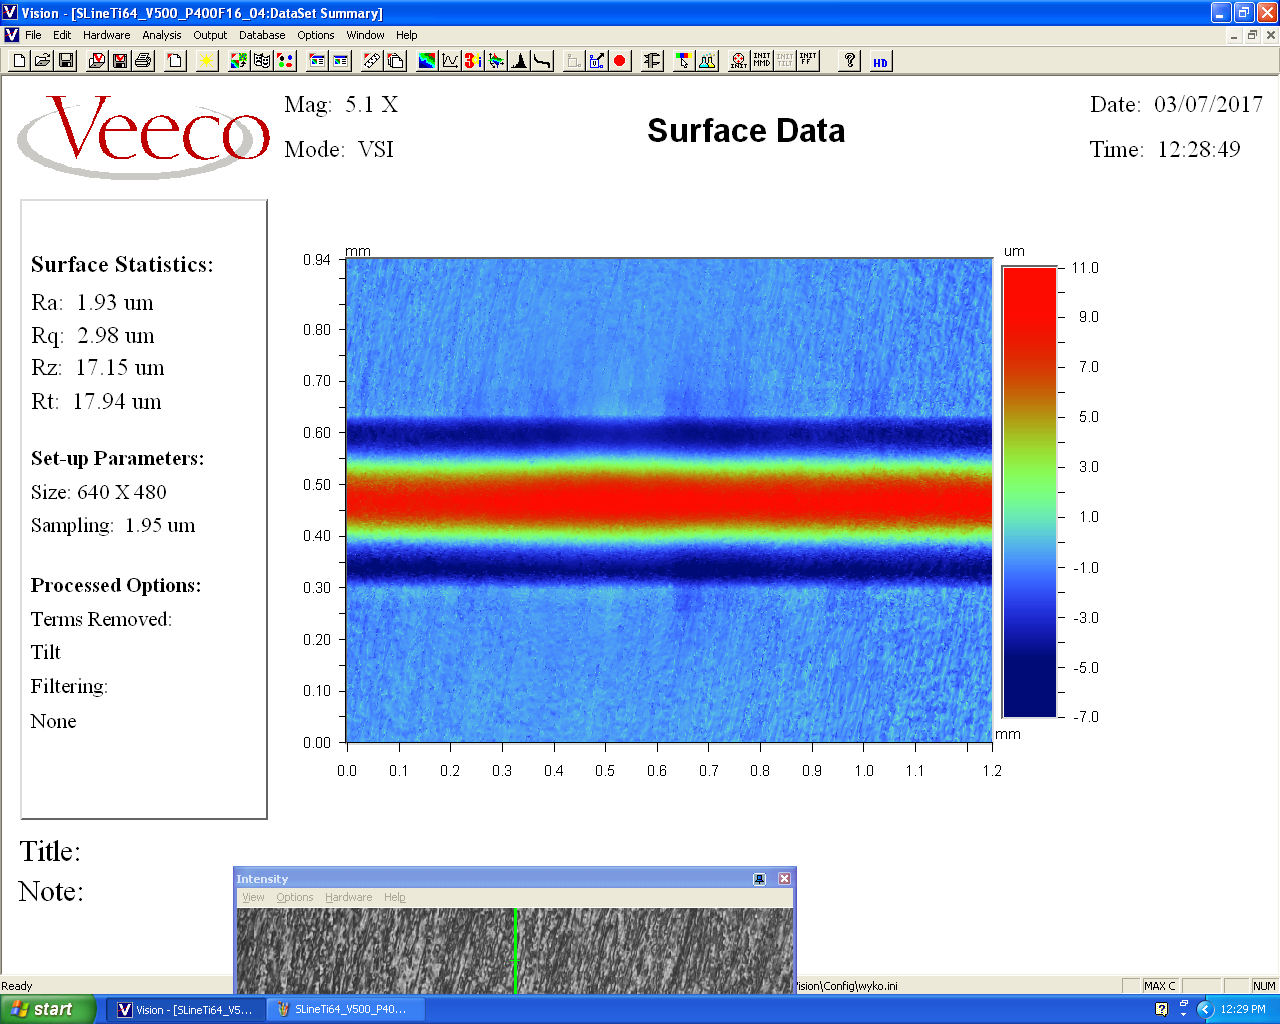 Vision - [SLineTi64_V500_P400F16_04:DataSet Summary]
File Edit Hardware Analysis Output Database Options Window Help
INIT INIT MMD INIT TILT INIT FF ? HD
Veeco
Mag: 5.1 X
Mode: VSI
Surface Data
Date: 03/07/2017
Time: 12:28:49
Surface Statistics:
Ra: 1.93 um
Rq: 2.98 um
Rz: 17.15 um
Rt: 17.94 um
Set-up Parameters:
Size: 640 X 480
Sampling: 1.95 um
Processed Options:
Terms Removed:
Tilt
Filtering:
None
mm
0.94
0.80
0.70
0.60
0.50
0.40
0.30
0.20
0.10
0.00
0.0 0.1 0.2 0.3 0.4 0.5 0.6 0.7 0.8 0.9 1.0 1.1 1.2
mm
um
11.0
9.0
7.0
5.0
3.0
1.0
-1.0
-3.0
-5.0
-7.0
Title:
Note:
Intensity
View Options Hardware Help
Ready
ision\Config\wyko.ini
MAX C
NUM
start
Vision - [SLineTi64_V5...
SLineTi64_V500_P40...
12:29 PM